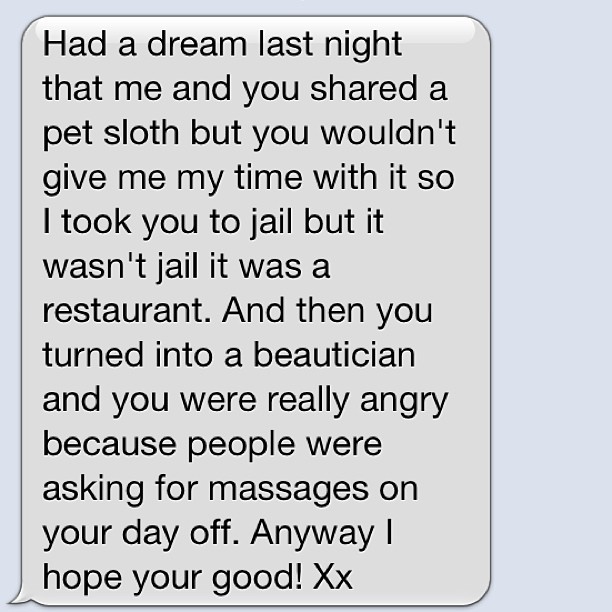 Had a dream last night
that me and you shared a
pet sloth but you wouldn't
give me my time with it so
I took you to jail but it
wasn't jail it was a
restaurant. And then you
turned into a beautician
and you were really angry
because people were
asking for massages on
your day off. Anyway I
hope your good! Xx